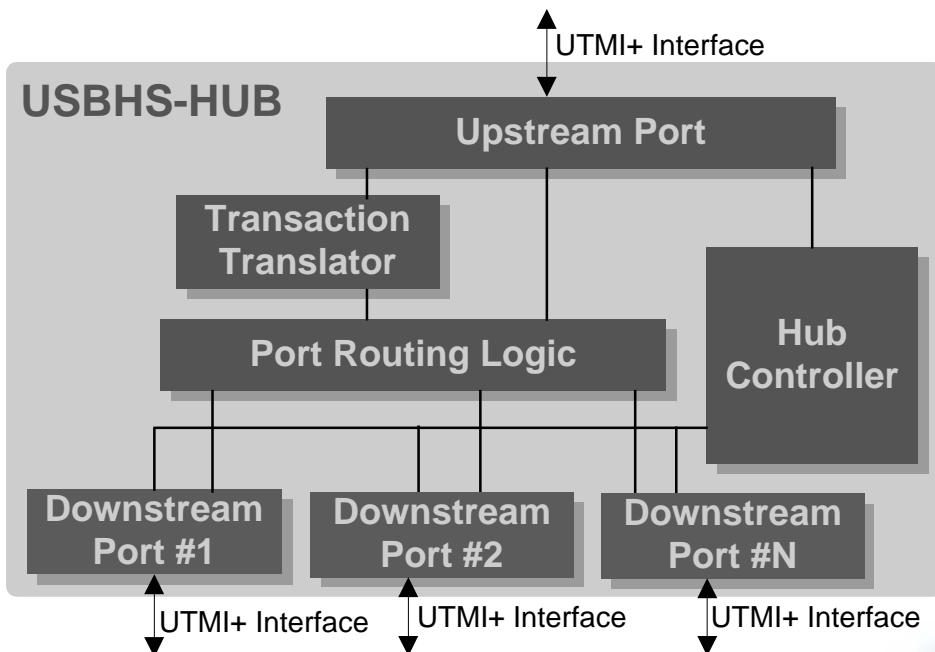 UTMI+ Interface
USBHS-HUB
Upstream Port
Transaction
Translator
Hub
Controller
Port Routing Logic
Downstream
Port #1
Downstream
Port #2
Downstream
Port #N
UTMI+ Interface
UTMI+ Interface
UTMI+ Interface